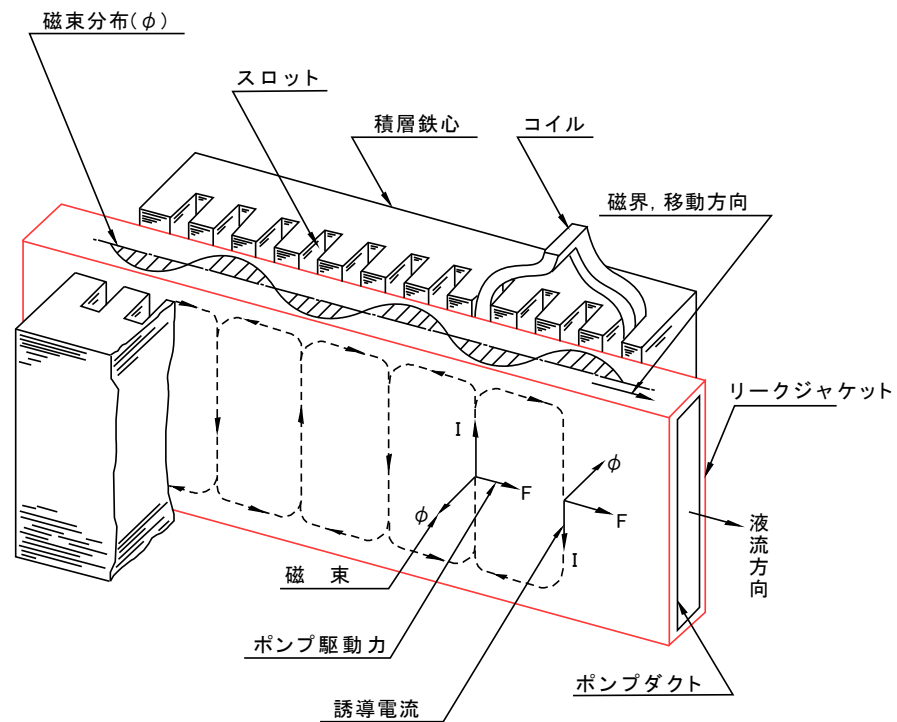 磁束分布(φ)
スロット
積層鉄心
コイル
磁界，移動方向
リークジャケット
I
φ
F
φ
F
I
液流方向
磁　束
ポンプ駆動力
ポンプダクト
誘導電流